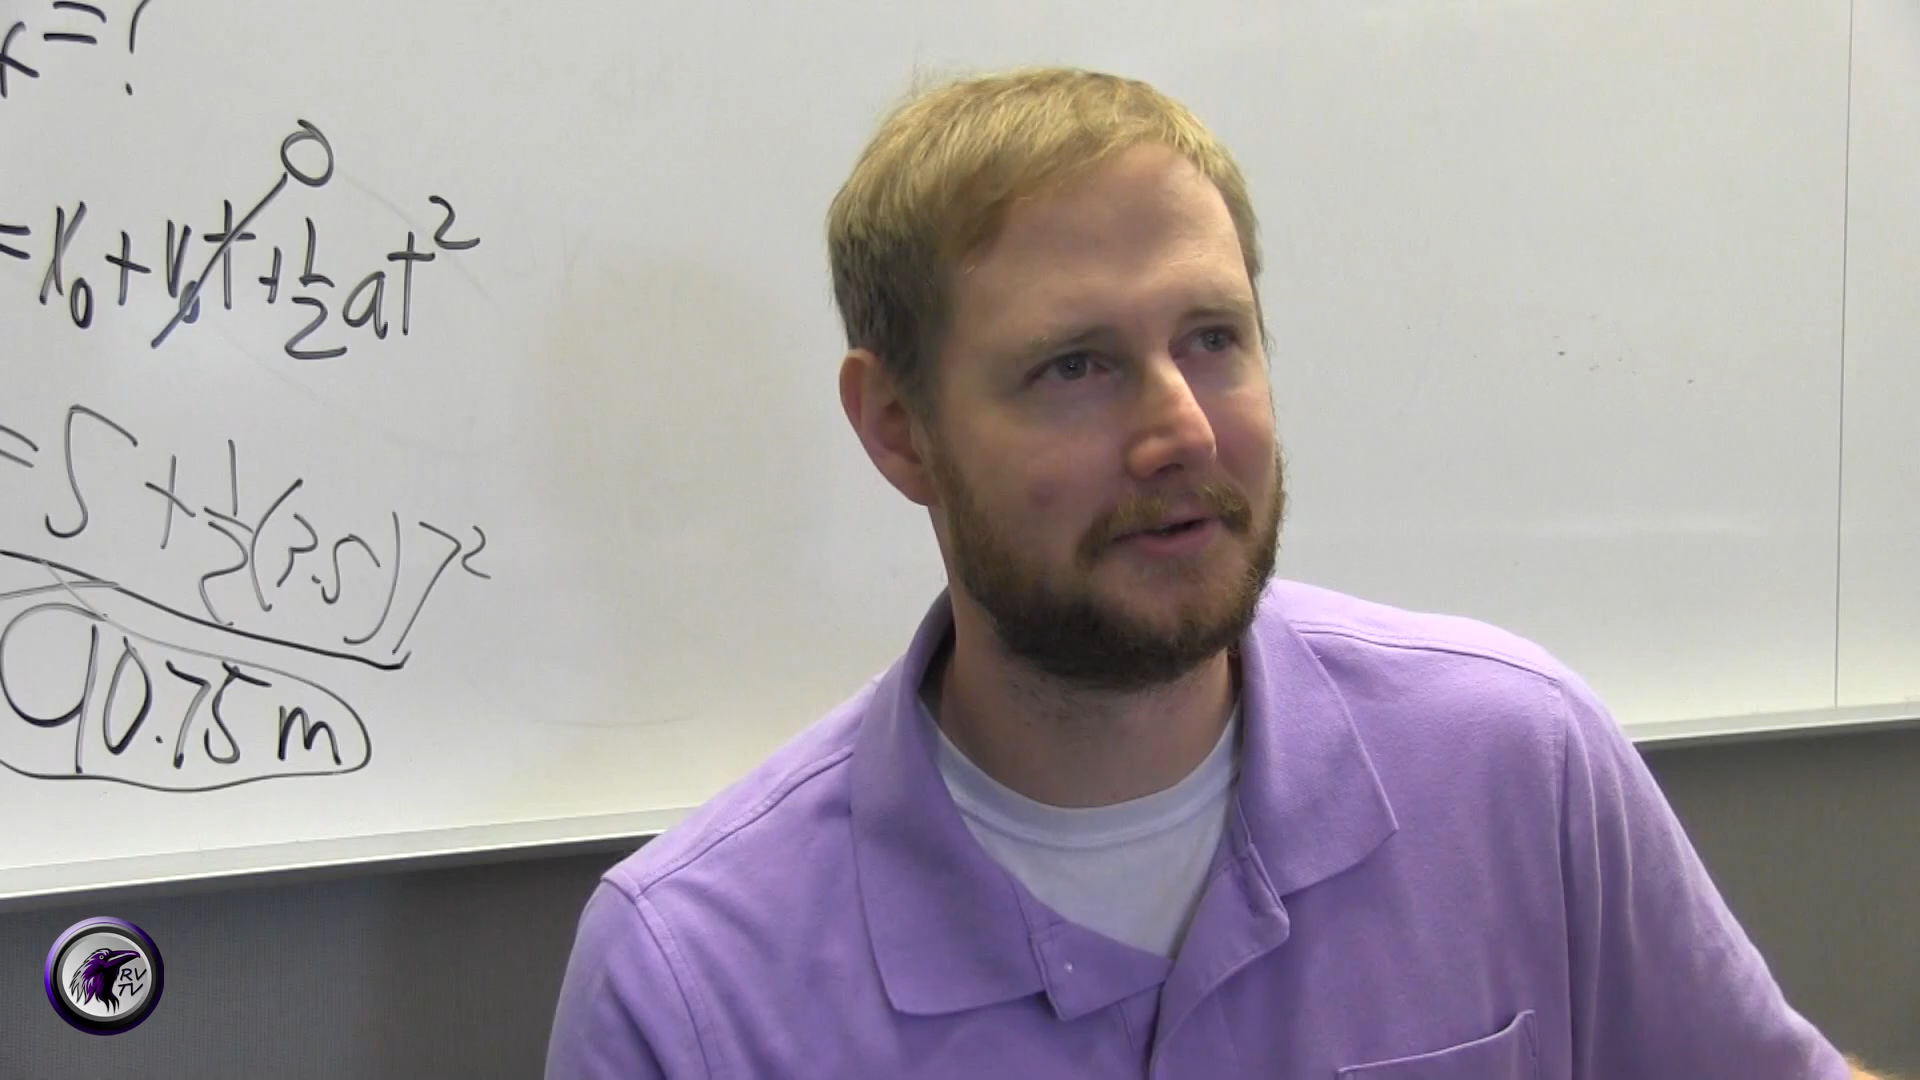 x=?
0
=x₀+v₀t+½at²
=5+½(3.5)7²
90.75 m
RV
TV